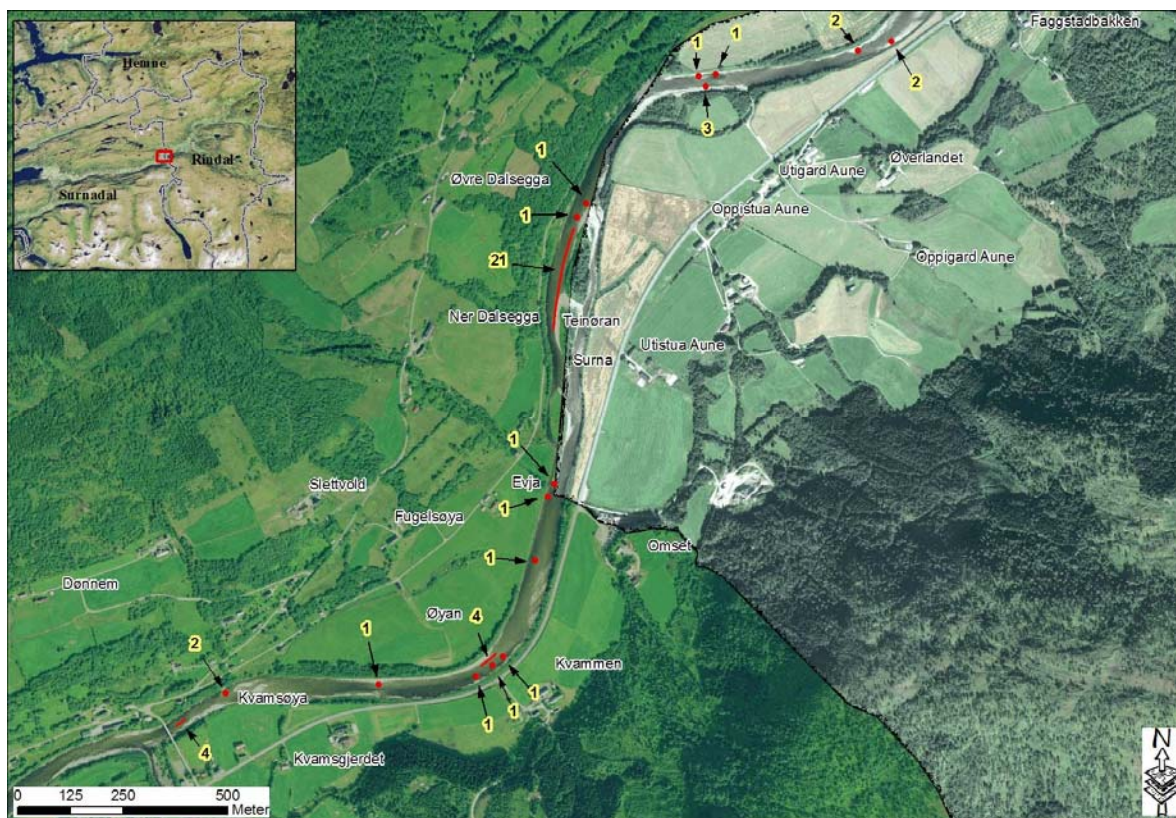 Hemne
Rindal
Surnadal
Faggstadbakken
2
1
1
2
3
Øverlandet
Utigard Aune
1
Øvre Dalsegga
Oppistua Aune
1
Oppigard Aune
21
Ner Dalsegga
Teinøran
Utistua Aune
Surna
1
Slettvold
Evja
1
Fugelsøya
Omset
1
Dønnem
Øyan
4
1
Kvammen
2
Kvamsøya
1
1
1
4
Kvamsgjerdet
N
0 125 250 500
Meter